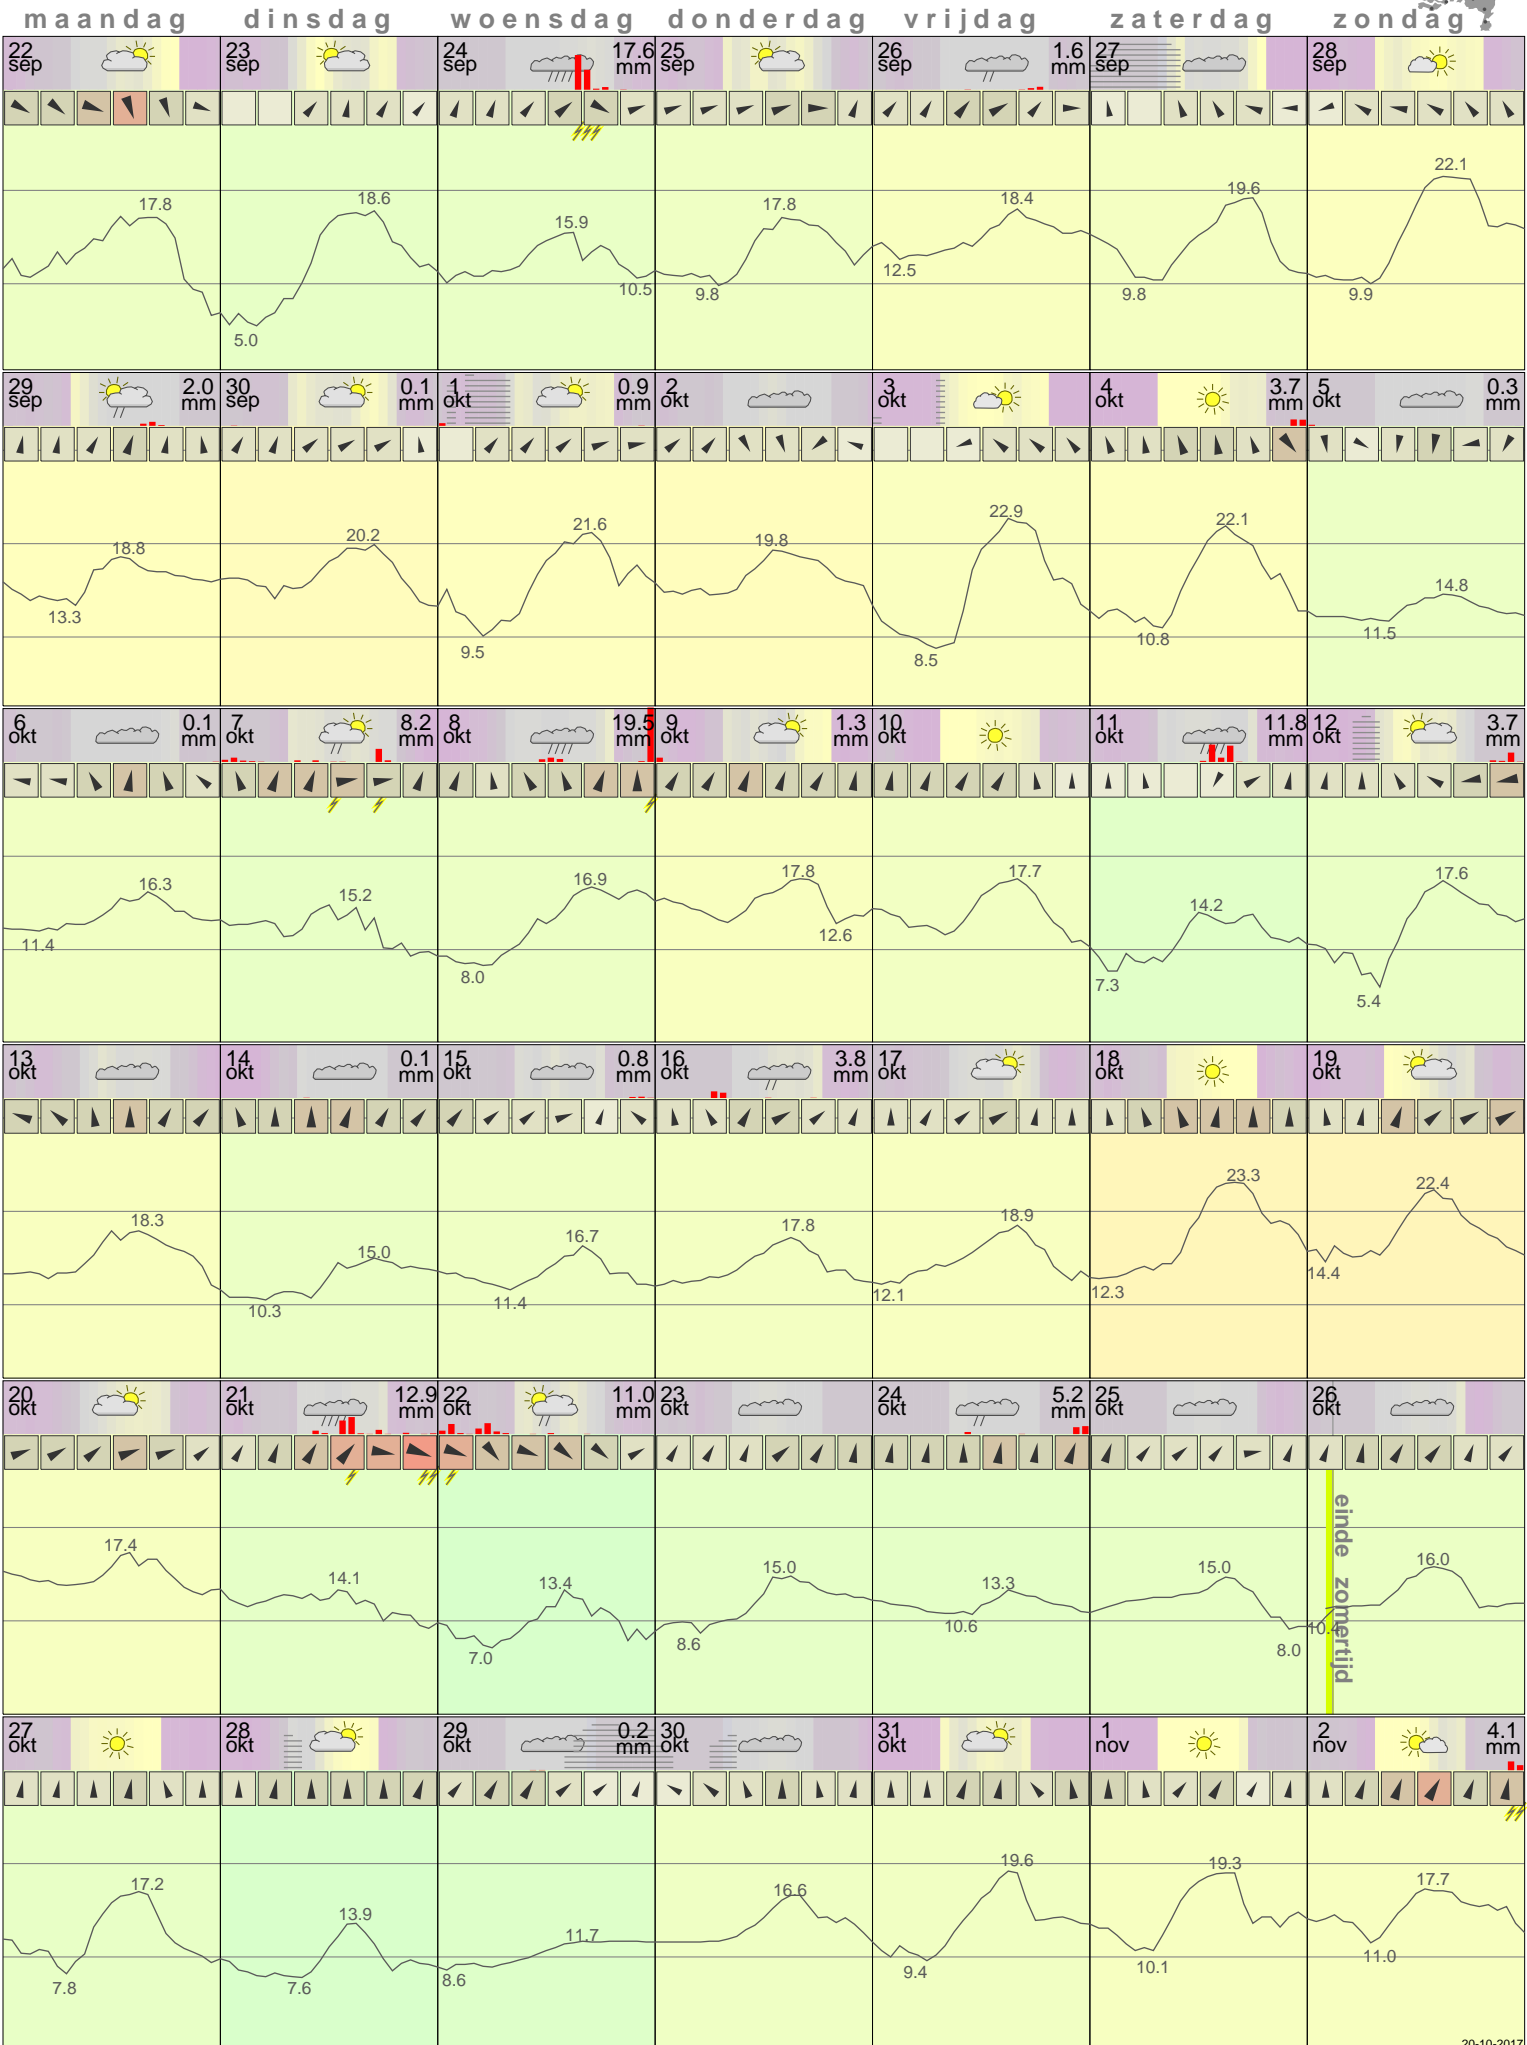 maandag dinsdag woensdag donderdag vrijdag zaterdag zondag
22 sep 23 sep 24 sep 17.6 mm 25 sep 26 sep 1.6 mm 27 sep 28 sep
17.8 5.0 18.6 15.9 10.5 9.8 17.8 12.5 18.4 9.8 19.6 9.9 22.1
29 sep 2.0 mm 30 sep 0.1 mm 1 okt 0.9 mm 2 okt 3 okt 4 okt 3.7 mm 5 okt 0.3 mm
13.3 18.8 20.2 9.5 21.6 19.8 8.5 22.9 10.8 22.1 11.5 14.8
6 okt 0.1 mm 7 okt 8.2 mm 8 okt 19.5 mm 9 okt 1.3 mm 10 okt 11 okt 11.8 mm 12 okt 3.7 mm
11.4 16.3 15.2 8.0 16.9 17.8 12.6 17.7 7.3 14.2 5.4 17.6
13 okt 14 okt 0.1 mm 15 okt 0.8 mm 16 okt 3.8 mm 17 okt 18 okt 19 okt
18.3 10.3 15.0 11.4 16.7 17.8 12.1 18.9 12.3 23.3 14.4 22.4
20 okt 21 okt 12.9 mm 22 okt 11.0 mm 23 okt 24 okt 5.2 mm 25 okt 26 okt
17.4 14.1 7.0 13.4 8.6 15.0 10.6 13.3 15.0 8.0 10.4 16.0
einde zomertijd
27 okt 28 okt 29 okt 0.2 mm 30 okt 31 okt 1 nov 2 nov 4.1 mm
7.8 17.2 7.6 13.9 8.6 11.7 16.6 9.4 19.6 10.1 19.3 11.0 17.7
20-10-2017